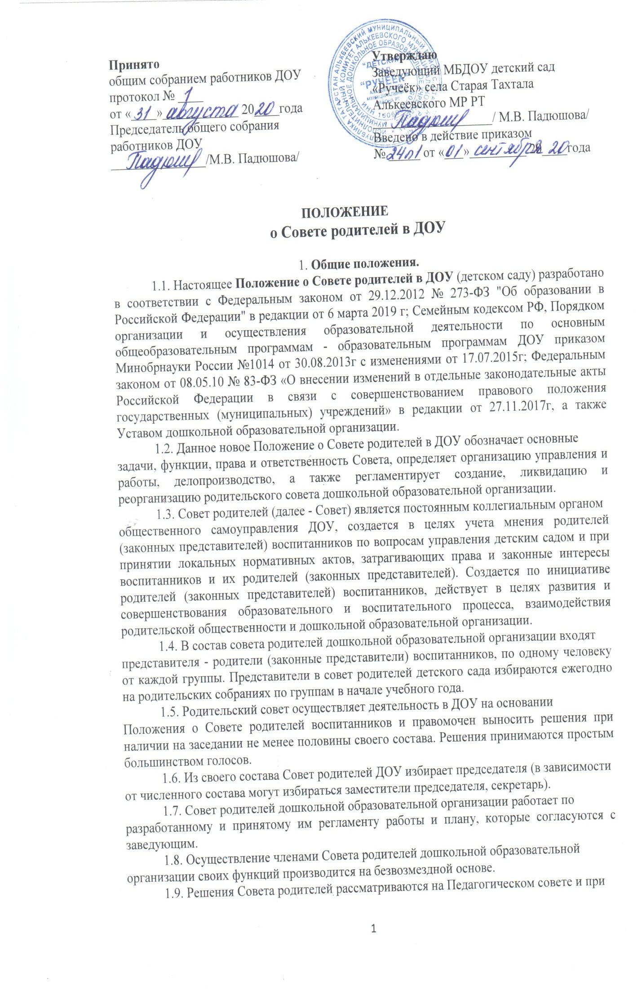 Принято
общим собранием работников ДОУ
протокол № 1
от «31» августа 2020 года
Председатель общего собрания
работников ДОУ
/М.В. Падюшова/
Утверждаю
Заведующий МБДОУ детский сад
«Ручеёк» села Старая Тахтала
Алькеевского МР РТ
/ М.В. Падюшова/
Введено в действие приказом
№ от «01» сентября 2020 года
"ДЕТСКИЙ
САД
"РУЧЕЕК"
АЛЬКЕЕВСКОГО
МУНИЦИПАЛЬНОГО
РАЙОНА РТ
ПОЛОЖЕНИЕ
о Совете родителей в ДОУ
1. Общие положения.
1.1. Настоящее Положение о Совете родителей в ДОУ (детском саду) разработано
в соответствии с Федеральным законом от 29.12.2012 № 273-ФЗ "Об образовании в
Российской Федерации" в редакции от 6 марта 2019 г; Семейным кодексом РФ, Порядком
организации и осуществления образовательной деятельности по основным
общеобразовательным программам - образовательным программам ДОУ приказом
Минобрнауки России №1014 от 30.08.2013г с изменениями от 17.07.2015г; Федеральным
законом от 08.05.10 № 83-ФЗ «О внесении изменений в отдельные законодательные акты
Российской Федерации в связи с совершенствованием правового положения
государственных (муниципальных) учреждений» в редакции от 27.11.2017г, а также
Уставом дошкольной образовательной организации.
1.2. Данное новое Положение о Совете родителей в ДОУ обозначает основные
задачи, функции, права и ответственность Совета, определяет организацию управления и
работы, делопроизводство, а также регламентирует создание, ликвидацию и
реорганизацию родительского совета дошкольной образовательной организации.
1.3. Совет родителей (далее - Совет) является постоянным коллегиальным органом
общественного самоуправления ДОУ, создается в целях учета мнения родителей
(законных представителей) воспитанников по вопросам управления детским садом и при
принятии локальных нормативных актов, затрагивающих права и законные интересы
воспитанников и их родителей (законных представителей). Создается по инициативе
родителей (законных представителей) воспитанников, действует в целях развития и
совершенствования образовательного и воспитательного процесса, взаимодействия
родительской общественности и дошкольной образовательной организации.
1.4. В состав совета родителей дошкольной образовательной организации входят
представителя - родители (законные представители) воспитанников, по одному человеку
от каждой группы. Представители в совет родителей детского сада избираются ежегодно
на родительских собраниях по группам в начале учебного года.
1.5. Родительский совет осуществляет деятельность в ДОУ на основании
Положения о Совете родителей воспитанников и правомочен выносить решения при
наличии на заседании не менее половины своего состава. Решения принимаются простым
большинством голосов.
1.6. Из своего состава Совет родителей ДОУ избирает председателя (в зависимости
от численного состава могут избираться заместители председателя, секретарь).
1.7. Совет родителей дошкольной образовательной организации работает по
разработанному и принятому им регламенту работы и плану, которые согласуются с
заведующим.
1.8. Осуществление членами Совета родителей дошкольной образовательной
организации своих функций производится на безвозмездной основе.
1.9. Решения Совета родителей рассматриваются на Педагогическом совете и при
1